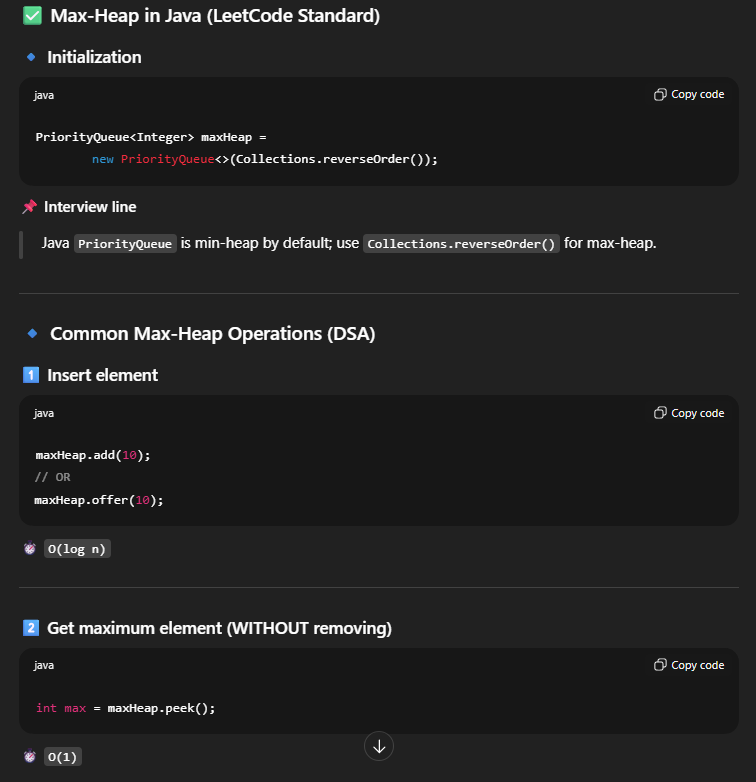 ✅ Max-Heap in Java (LeetCode Standard)
🔹 Initialization
java
Copy code
PriorityQueue<Integer> maxHeap =
        new PriorityQueue<>(Collections.reverseOrder());
📌 Interview line
Java PriorityQueue is min-heap by default; use Collections.reverseOrder() for max-heap.
🔹 Common Max-Heap Operations (DSA)
1️⃣ Insert element
java
Copy code
maxHeap.add(10);
// OR
maxHeap.offer(10);
⏱ O(log n)
2️⃣ Get maximum element (WITHOUT removing)
java
Copy code
int max = maxHeap.peek();
⏱ O(1)